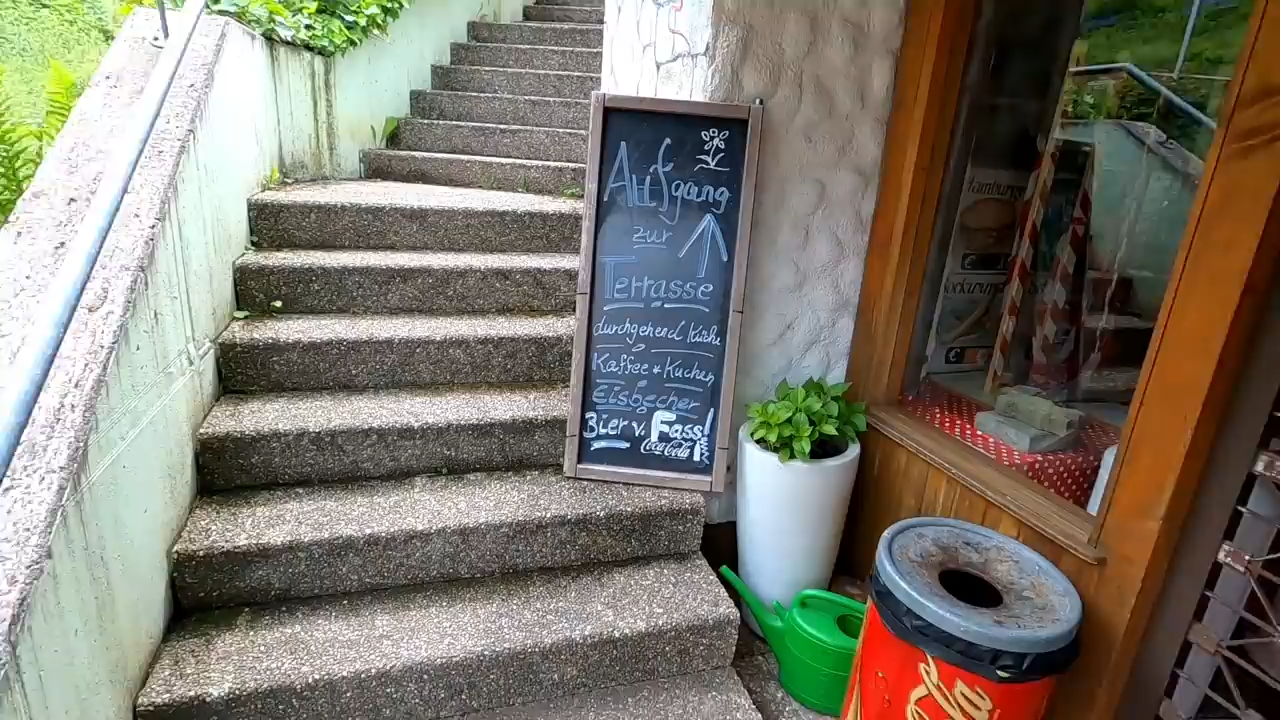 Aufgang
zur
Terrasse
durchgehend Küche
Kaffee + Kuchen
Eisbecher
Bier v. Fass!
Coca-Cola